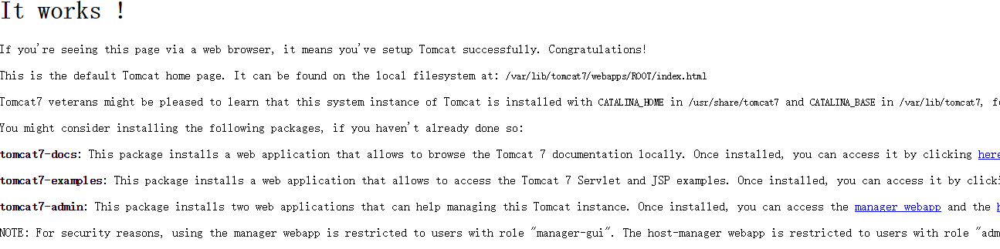 It works !
If you're seeing this page via a web browser, it means you've setup Tomcat successfully. Congratulations!
This is the default Tomcat home page. It can be found on the local filesystem at: /var/lib/tomcat7/webapps/ROOT/index.html
Tomcat7 veterans might be pleased to learn that this system instance of Tomcat is installed with CATALINA_HOME in /usr/share/tomcat7 and CATALINA_BASE in /var/lib/tomcat7,
You might consider installing the following packages, if you haven't already done so:
tomcat7-docs: This package installs a web application that allows to browse the Tomcat 7 documentation locally. Once installed, you can access it by clicking here
tomcat7-examples: This package installs a web application that allows to access the Tomcat 7 Servlet and JSP examples. Once installed, you can access it by
tomcat7-admin: This package installs two web applications that can help managing this Tomcat instance. Once installed, you can access the manager webapp and the
NOTE: For security reasons, using the manager webapp is restricted to users with role "manager-gui". The host-manager webapp is restricted to users with role